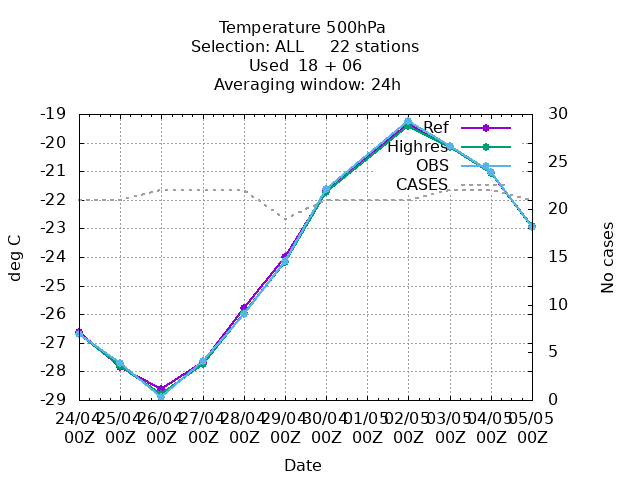 Temperature 500hPa
Selection: ALL 22 stations
Used 18 + 06
Averaging window: 24h
-19
-20
-21
-22
-23
-24
-25
-26
-27
-28
-29
30
25
20
15
10
5
0
Ref
Highres
OBS
CASES
deg C
No cases
24/04 25/04 26/04 27/04 28/04 29/04 30/04 01/05 02/05 03/05 04/05 05/05
00Z 00Z 00Z 00Z 00Z 00Z 00Z 00Z 00Z 00Z 00Z 00Z
Date